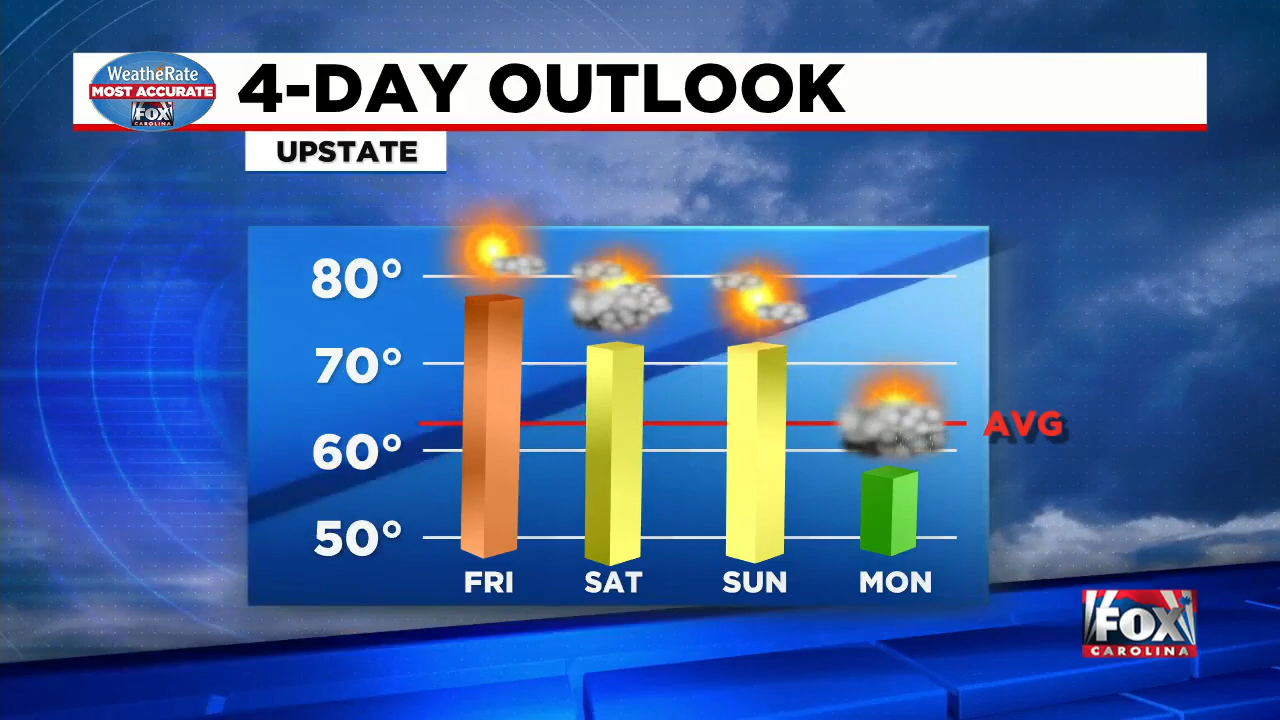 WeatheRate
MOST ACCURATE
FOX
CAROLINA
4-DAY OUTLOOK
UPSTATE
80°
70°
AVG
60°
50°
FRI SAT SUN MON
FOX
CAROLINA